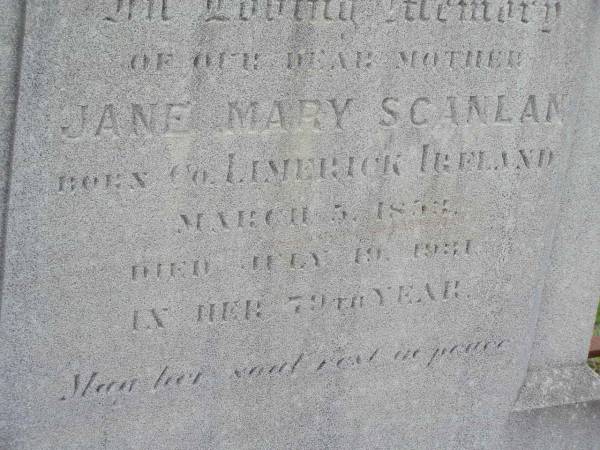 In Loving Memory
OF OUR DEAR MOTHER
JANE MARY SCANLAN
BORN CO. LIMERICK IRELAND
MARCH 5, 1853.
DIED JULY 19, 1931.
IN HER 79TH YEAR.
May her soul rest in peace